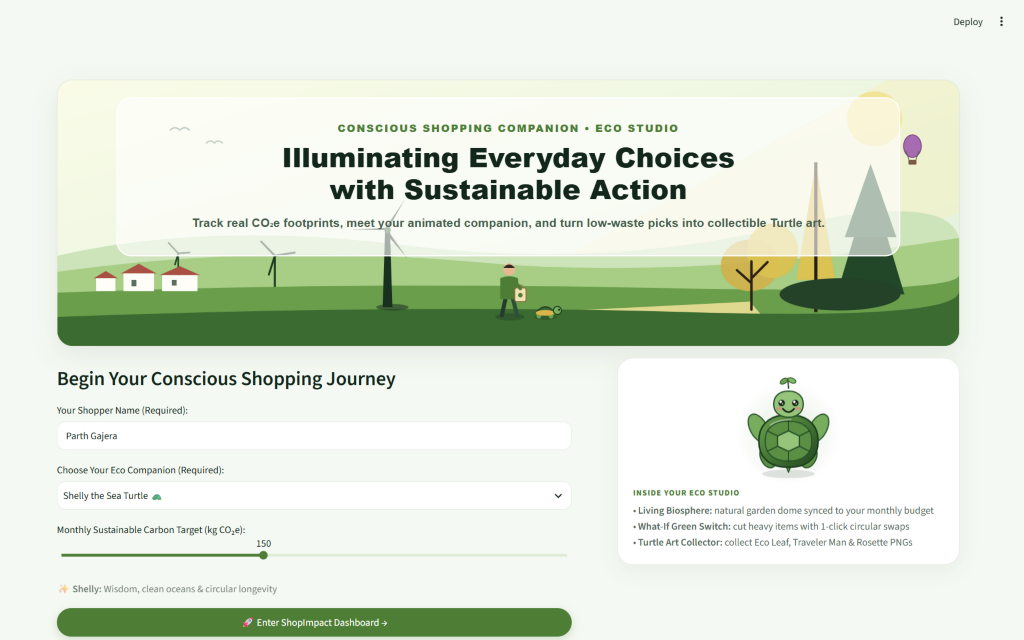 Deploy
CONSCIOUS SHOPPING COMPANION • ECO STUDIO
Illuminating Everyday Choices
with Sustainable Action
Track real CO₂e footprints, meet your animated companion, and turn low-waste picks into collectible Turtle art.
Begin Your Conscious Shopping Journey
Your Shopper Name (Required):
Parth Gajera
Choose Your Eco Companion (Required):
Shelly the Sea Turtle
Monthly Sustainable Carbon Target (kg CO₂e):
150
✨ Shelly: Wisdom, clean oceans & circular longevity
🚀 Enter ShopImpact Dashboard →
INSIDE YOUR ECO STUDIO
• Living Biosphere: natural garden dome synced to your monthly budget
• What-If Green Switch: cut heavy items with 1-click circular swaps
• Turtle Art Collector: collect Eco Leaf, Traveler Man & Rosette PNGs